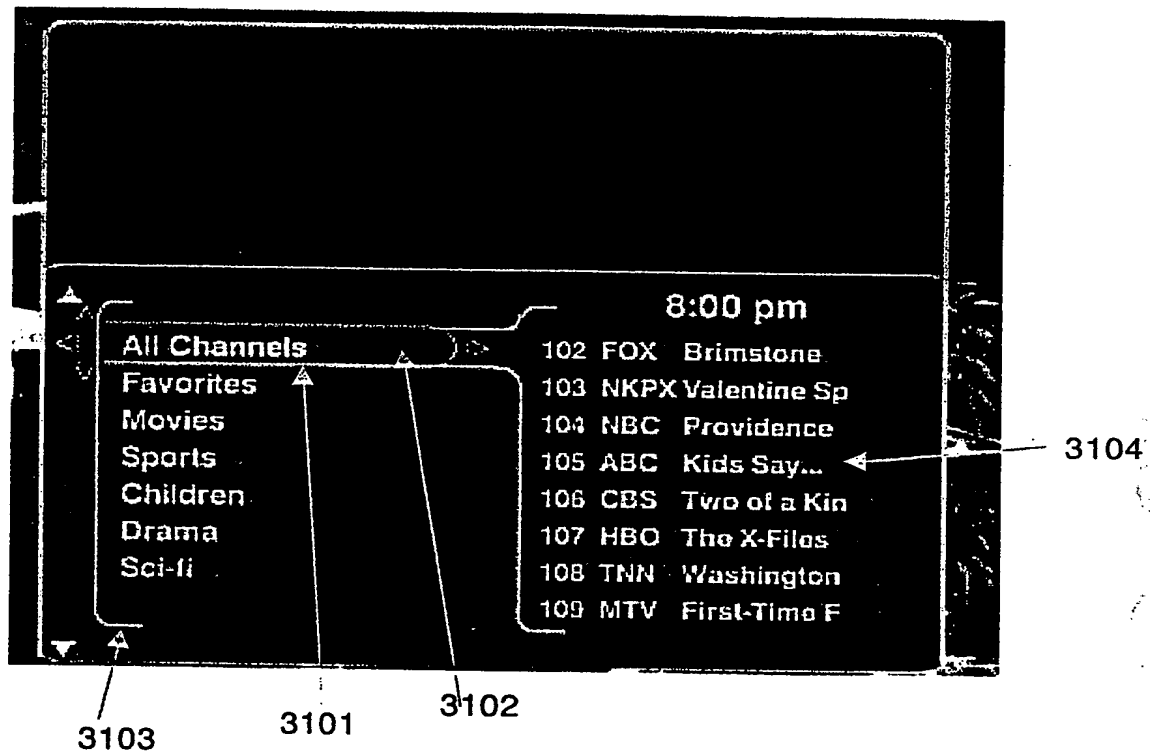 8:00 pm
All Channels
Favorites
Movies
Sports
Children
Drama
Sci-fi
102 FOX Brimstone
103 NKPX Valentine Sp
104 NBC Providence
105 ABC Kids Say...
106 CBS Two of a Kin
107 HBO The X-Files
108 TNN Washington
109 MTV First-Time F
3104
3102
3101
3103